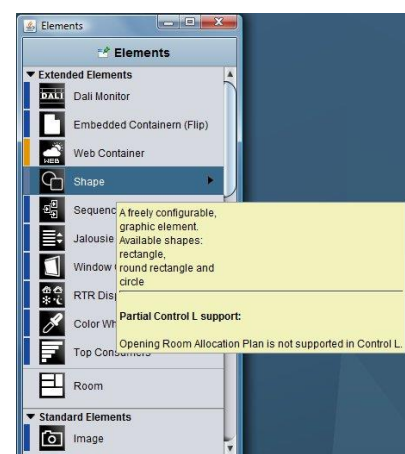 Elements
Elements
Extended Elements
DALI
Dali Monitor
Embedded Containern (Flip)
WEB
Web Container
Shape
Sequenc
A freely configurable,
graphic element.
Jalousie
Available shapes:
rectangle,
Window
round rectangle and
circle
RTR Disp
Partial Control L support:
Color Wh
Opening Room Allocation Plan is not supported in Control L.
Top Consumers
Room
Standard Elements
Image